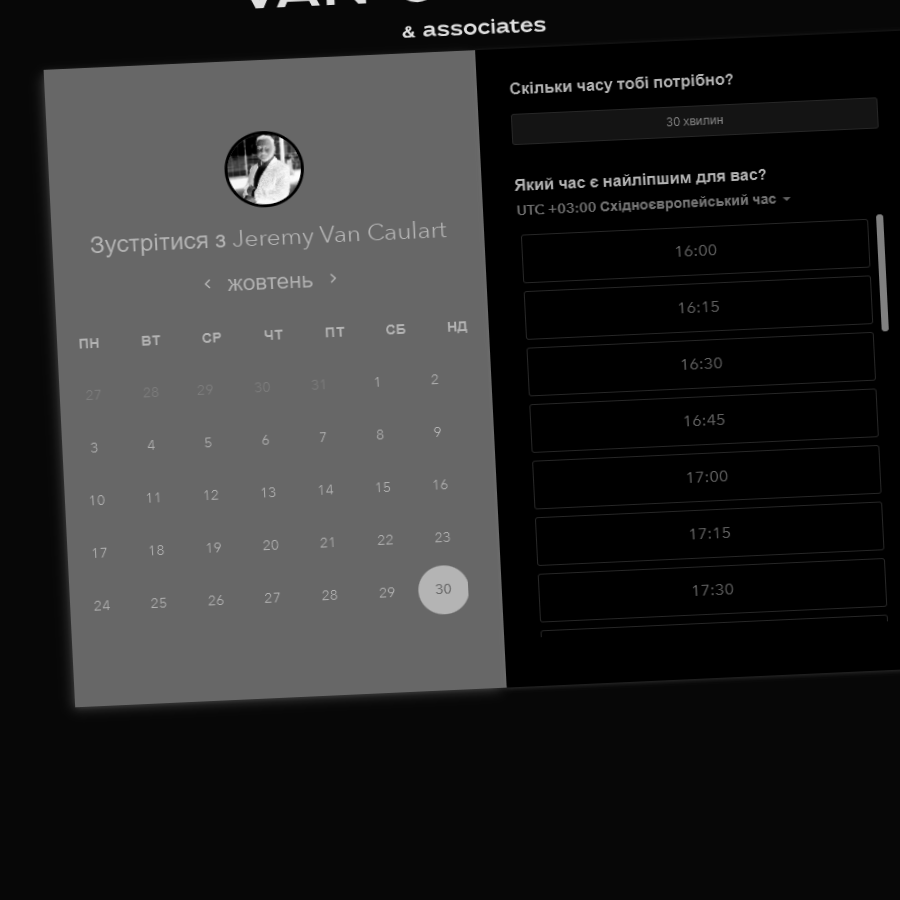 & associates
Зустрітися з Jeremy Van Caulart
жовтень
ПН ВТ СР ЧТ ПТ СБ НД
27 28 29 30 31 1 2
3 4 5 6 7 8 9
10 11 12 13 14 15 16
17 18 19 20 21 22 23
24 25 26 27 28 29 30
Скільки часу тобі потрібно?
30 хвилин
Який час є найліпшим для вас?
UTC +03:00 Східноєвропейський час
16:00
16:15
16:30
16:45
17:00
17:15
17:30